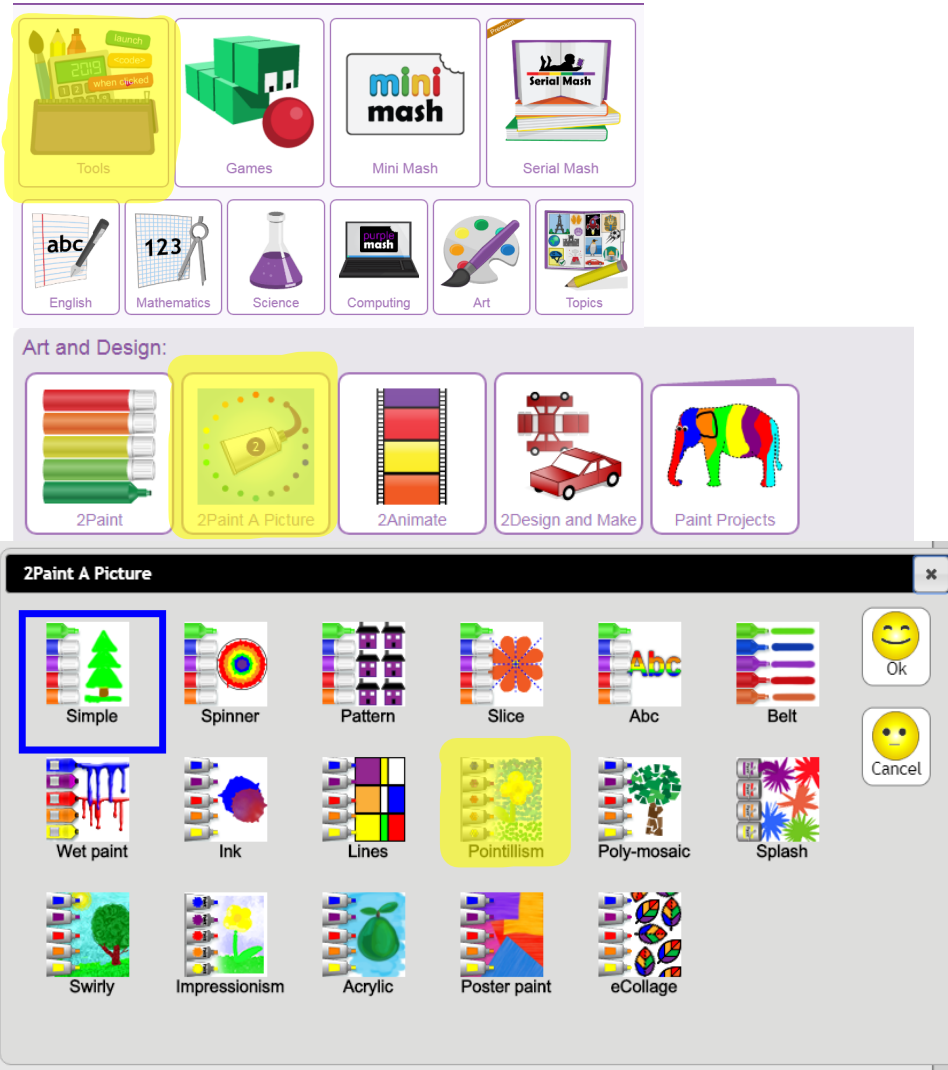 launch
<code>
when clicked
2019
1 2
Tools
Games
mini
mash
Mini Mash
Premium
Serial Mash
Serial Mash
abc
English
123
Mathematics
Science
purple
mash
Computing
Art
Topics
Art and Design:
2Paint
2
2Paint A Picture
2Animate
2Design and Make
Paint Projects
2Paint A Picture
Simple
Spinner
Pattern
Slice
Abc
Abc
Belt
Ok
Wet paint
Ink
Lines
Pointillism
Poly-mosaic
Splash
Cancel
Swirly
Impressionism
Acrylic
Poster paint
eCollage